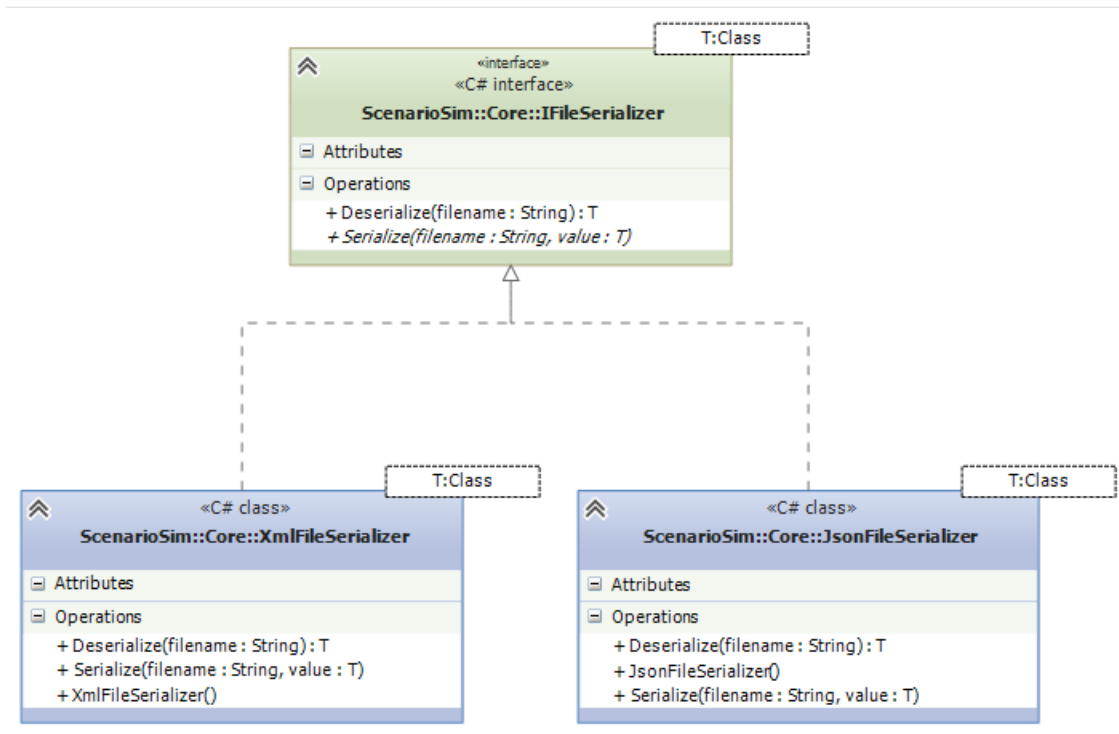 T:Class
«interface»
«C# interface»
ScenarioSim::Core::IFileSerializer
Attributes
Operations
+ Deserialize(filename : String) : T
+ Serialize(filename : String, value : T)
T:Class
«C# class»
ScenarioSim::Core::XmlFileSerializer
Attributes
Operations
+ Deserialize(filename : String) : T
+ Serialize(filename : String, value : T)
+ XmlFileSerializer()
T:Class
«C# class»
ScenarioSim::Core::JsonFileSerializer
Attributes
Operations
+ Deserialize(filename : String) : T
+ JsonFileSerializer()
+ Serialize(filename : String, value : T)